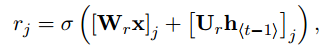 r_j = σ ( [W_r x]_j + [U_r h_⟨t−1⟩]_j ) ,